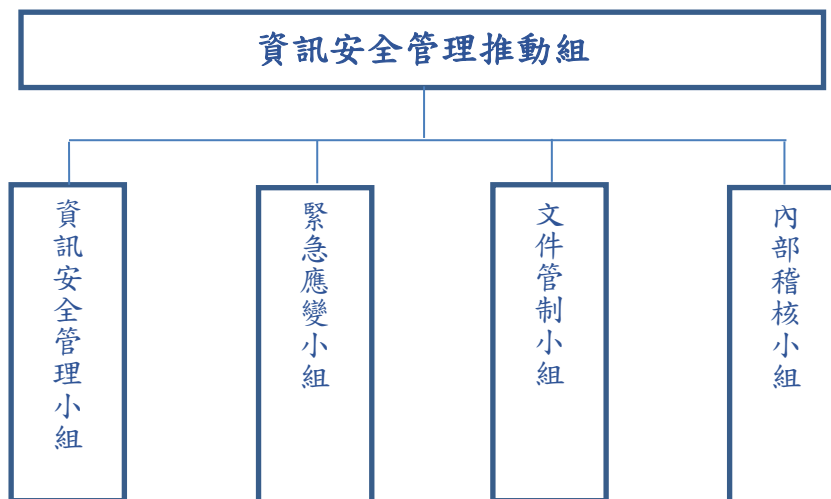 資訊安全管理推動組
資訊安全管理小組
緊急應變小組
文件管制小組
內部稽核小組